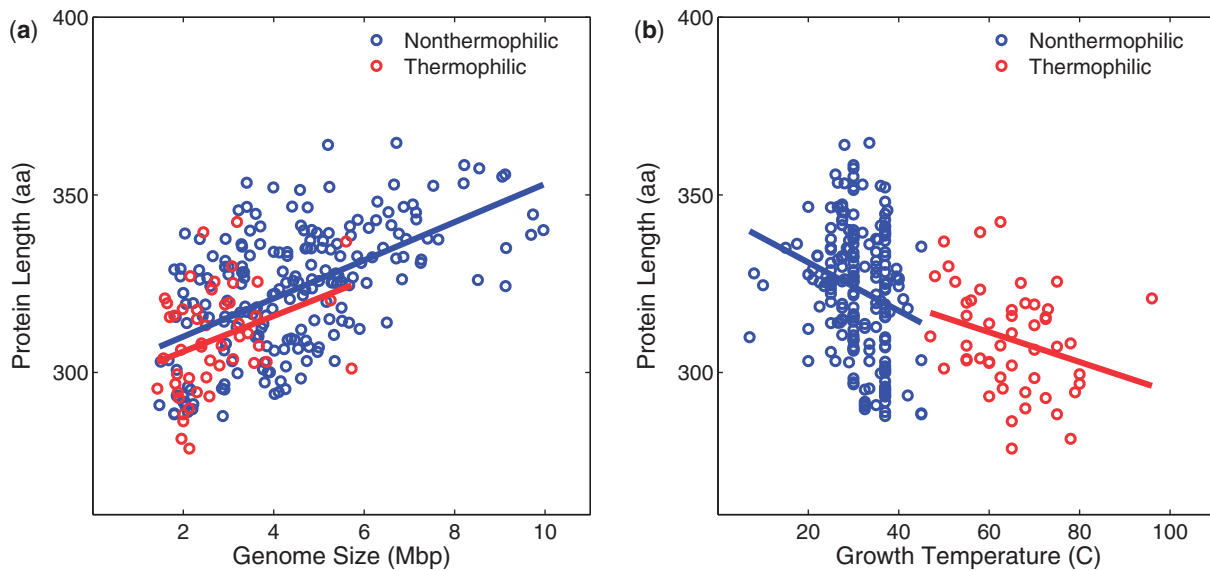 (a)
400
350
300
Protein Length (aa)
Nonthermophilic
Thermophilic
2 4 6 8 10
Genome Size (Mbp)
(b)
400
350
300
Protein Length (aa)
Nonthermophilic
Thermophilic
20 40 60 80 100
Growth Temperature (C)